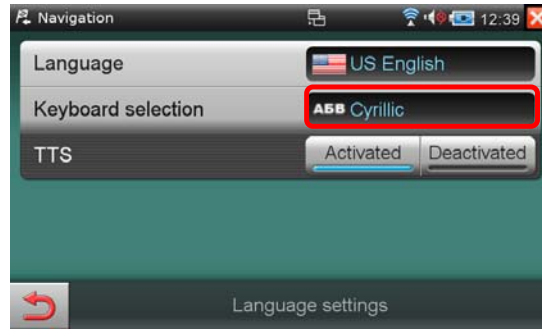 Navigation 12:39
Language US English
Keyboard selection АБВ Cyrillic
TTS Activated Deactivated
Language settings